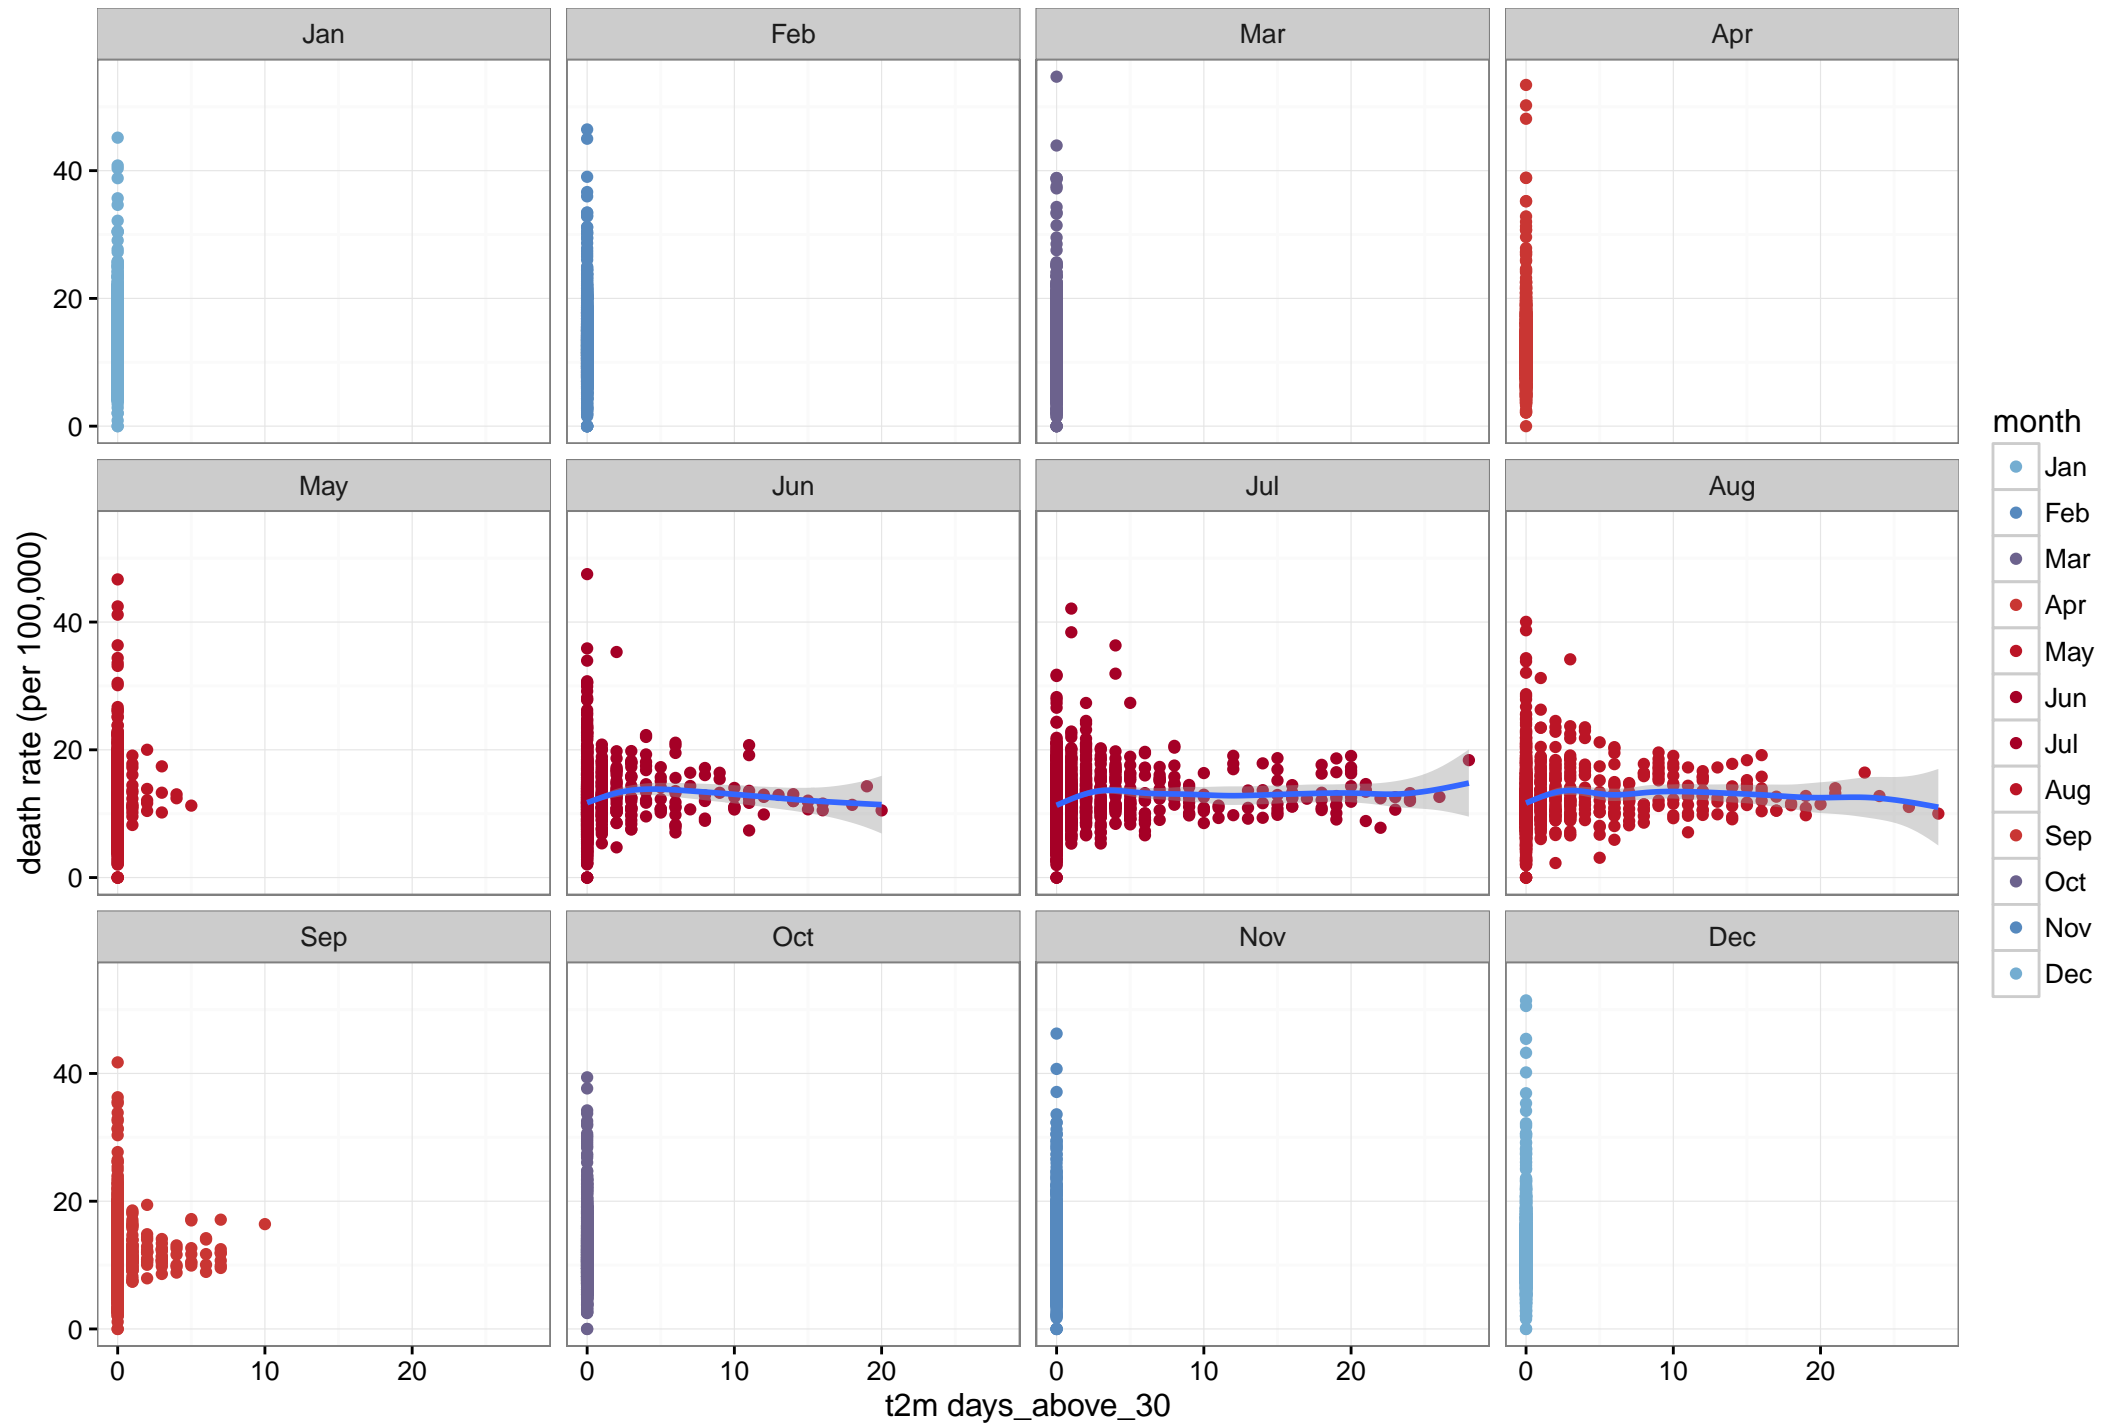 Jan Feb Mar Apr
40
20
0
May Jun Jul Aug
40
20
0
Sep Oct Nov Dec
40
20
0
0 10 20 0 10 20 0 10 20 0 10 20
t2m days_above_30
death rate (per 100,000)
month
Jan
Feb
Mar
Apr
May
Jun
Jul
Aug
Sep
Oct
Nov
Dec